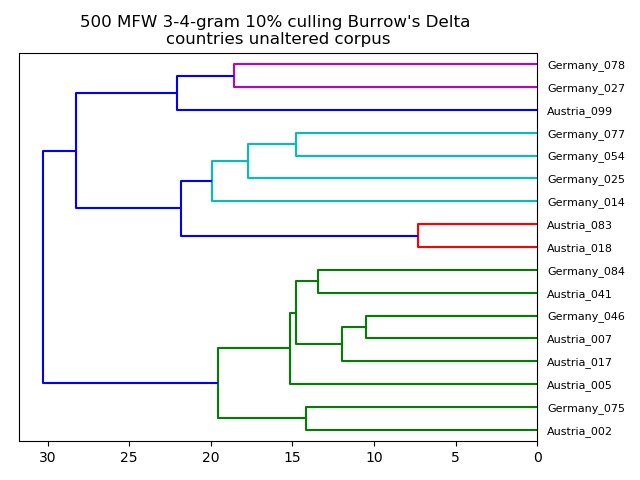 500 MFW 3-4-gram 10% culling Burrow's Delta
countries unaltered corpus
Germany_078
Germany_027
Austria_099
Germany_077
Germany_054
Germany_025
Germany_014
Austria_083
Austria_018
Germany_084
Austria_041
Germany_046
Austria_007
Austria_017
Austria_005
Germany_075
Austria_002
30 25 20 15 10 5 0